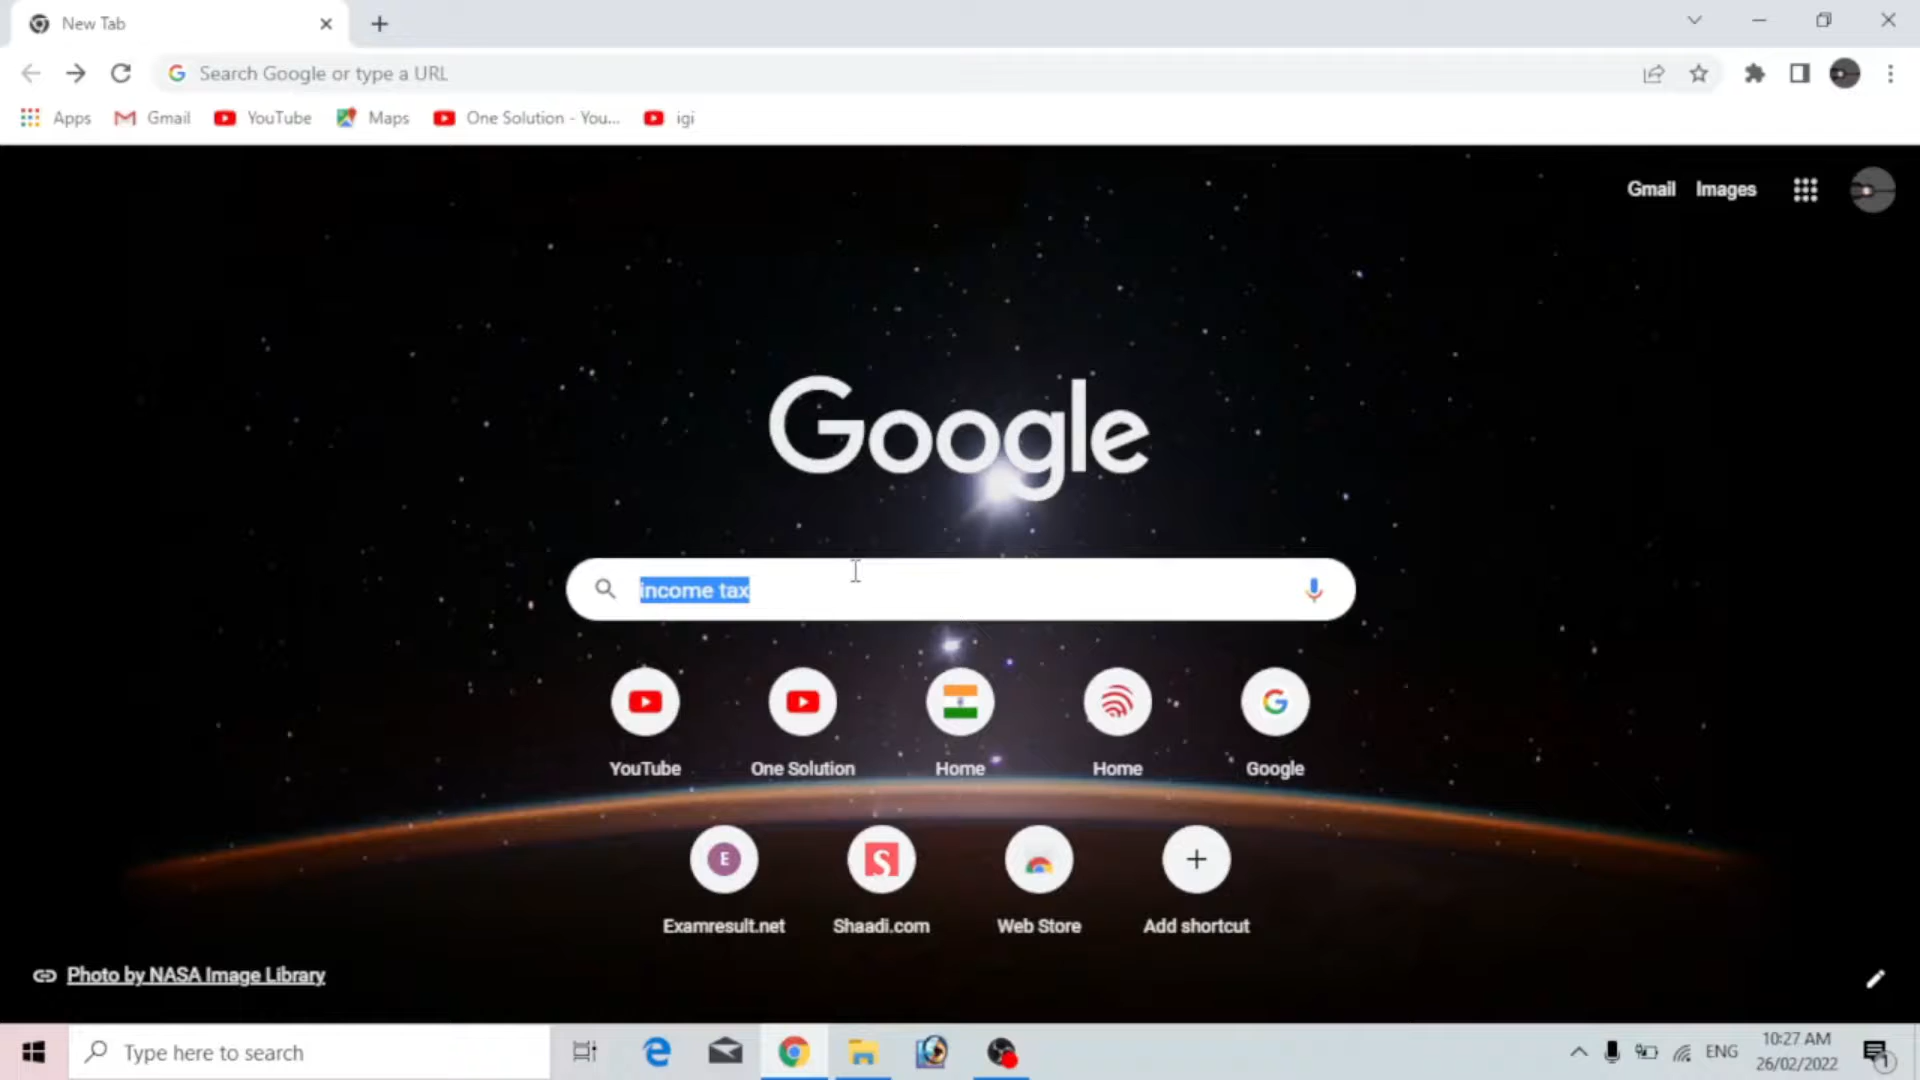 New Tab
Search Google or type a URL
Apps
Gmail
YouTube
Maps
One Solution - You...
igi
Gmail
Images
Google
income tax
YouTube
One Solution
Home
Home
Google
E
S
Examresult.net
Shaadi.com
Web Store
Add shortcut
Photo by NASA Image Library
Type here to search
ENG
10:27 AM
26/02/2022
1